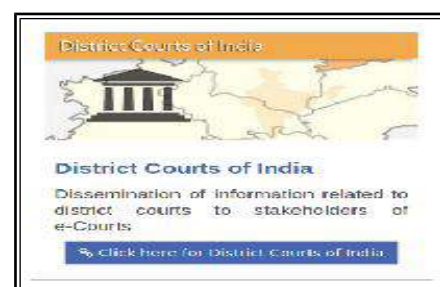 District Courts of India
District Courts of India
Dissemination of information related to
district courts to stakeholders of
e-Courts
Click here for District Courts of India